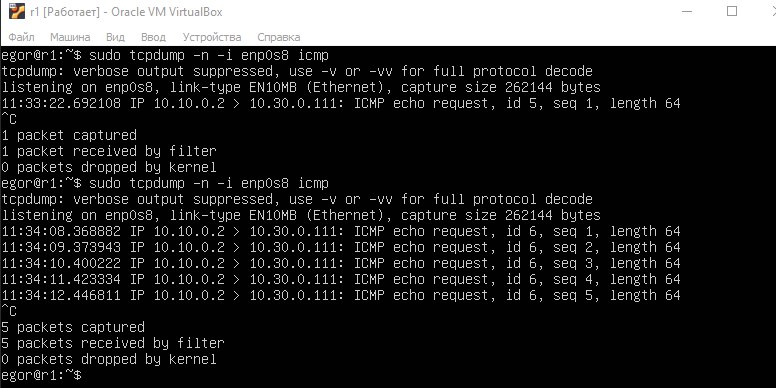 r1 [Работает] - Oracle VM VirtualBox
Файл Машина Вид Ввод Устройства Справка
egor@r1:~$ sudo tcpdump -n -i enp0s8 icmp
tcpdump: verbose output suppressed, use -v or -vv for full protocol decode
listening on enp0s8, link-type EN10MB (Ethernet), capture size 262144 bytes
11:33:22.692108 IP 10.10.0.2 > 10.30.0.111: ICMP echo request, id 5, seq 1, length 64
^C
1 packet captured
1 packet received by filter
0 packets dropped by kernel
egor@r1:~$ sudo tcpdump -n -i enp0s8 icmp
tcpdump: verbose output suppressed, use -v or -vv for full protocol decode
listening on enp0s8, link-type EN10MB (Ethernet), capture size 262144 bytes
11:34:08.368882 IP 10.10.0.2 > 10.30.0.111: ICMP echo request, id 6, seq 1, length 64
11:34:09.373943 IP 10.10.0.2 > 10.30.0.111: ICMP echo request, id 6, seq 2, length 64
11:34:10.400222 IP 10.10.0.2 > 10.30.0.111: ICMP echo request, id 6, seq 3, length 64
11:34:11.423334 IP 10.10.0.2 > 10.30.0.111: ICMP echo request, id 6, seq 4, length 64
11:34:12.446811 IP 10.10.0.2 > 10.30.0.111: ICMP echo request, id 6, seq 5, length 64
^C
5 packets captured
5 packets received by filter
0 packets dropped by kernel
egor@r1:~$